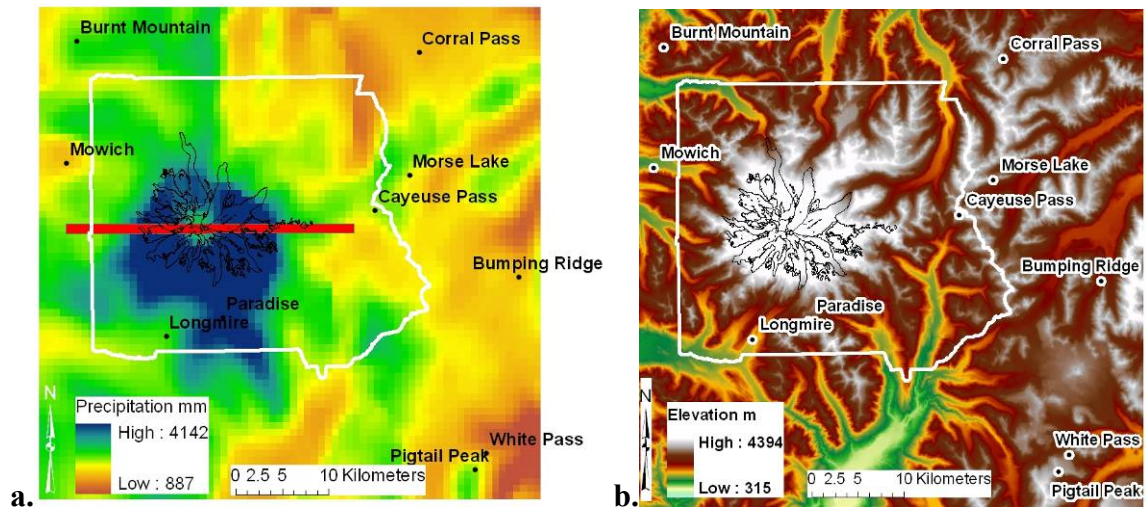 Burnt Mountain
Corral Pass
Mowich
Morse Lake
Cayeuse Pass
Bumping Ridge
Paradise
Longmire
N
Precipitation mm
High : 4142
Low : 887
White Pass
Pigtail Peak
0 2.5 5 10 Kilometers
a.
Burnt Mountain
Corral Pass
Mowich
Morse Lake
Cayeuse Pass
Bumping Ridge
Paradise
Longmire
N
Elevation m
High : 4394
Low : 315
White Pass
Pigtail Peak
0 2.5 5 10 Kilometers
b.